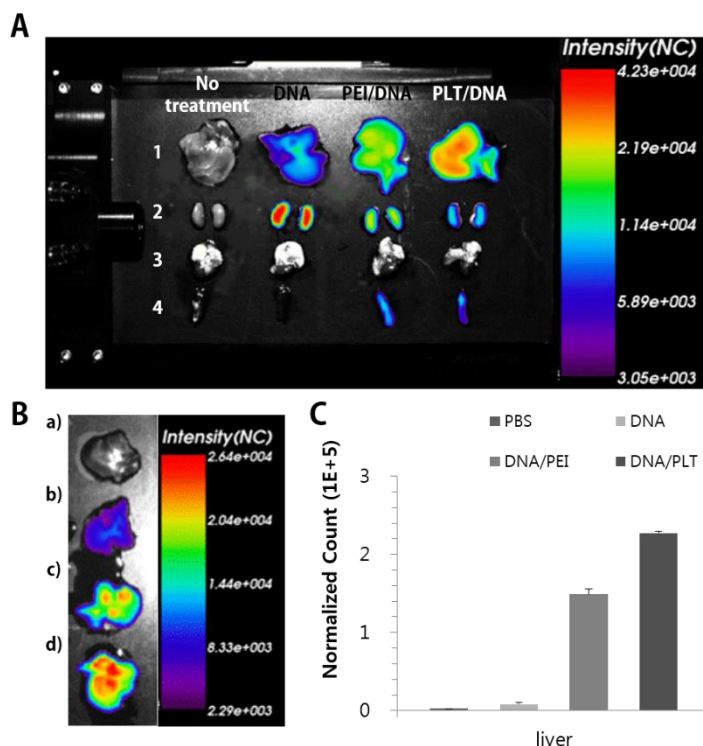 A
No treatment
DNA
PEI/DNA
PLT/DNA
1
2
3
4
Intensity(NC)
4.23e+004
2.19e+004
1.14e+004
5.89e+003
3.05e+003
B
a)
b)
c)
d)
Intensity(NC)
2.64e+004
2.04e+004
1.44e+004
8.33e+003
2.29e+003
C
PBS
DNA
DNA/PEI
DNA/PLT
Normalized Count (1E+5)
3
2
1
0
liver